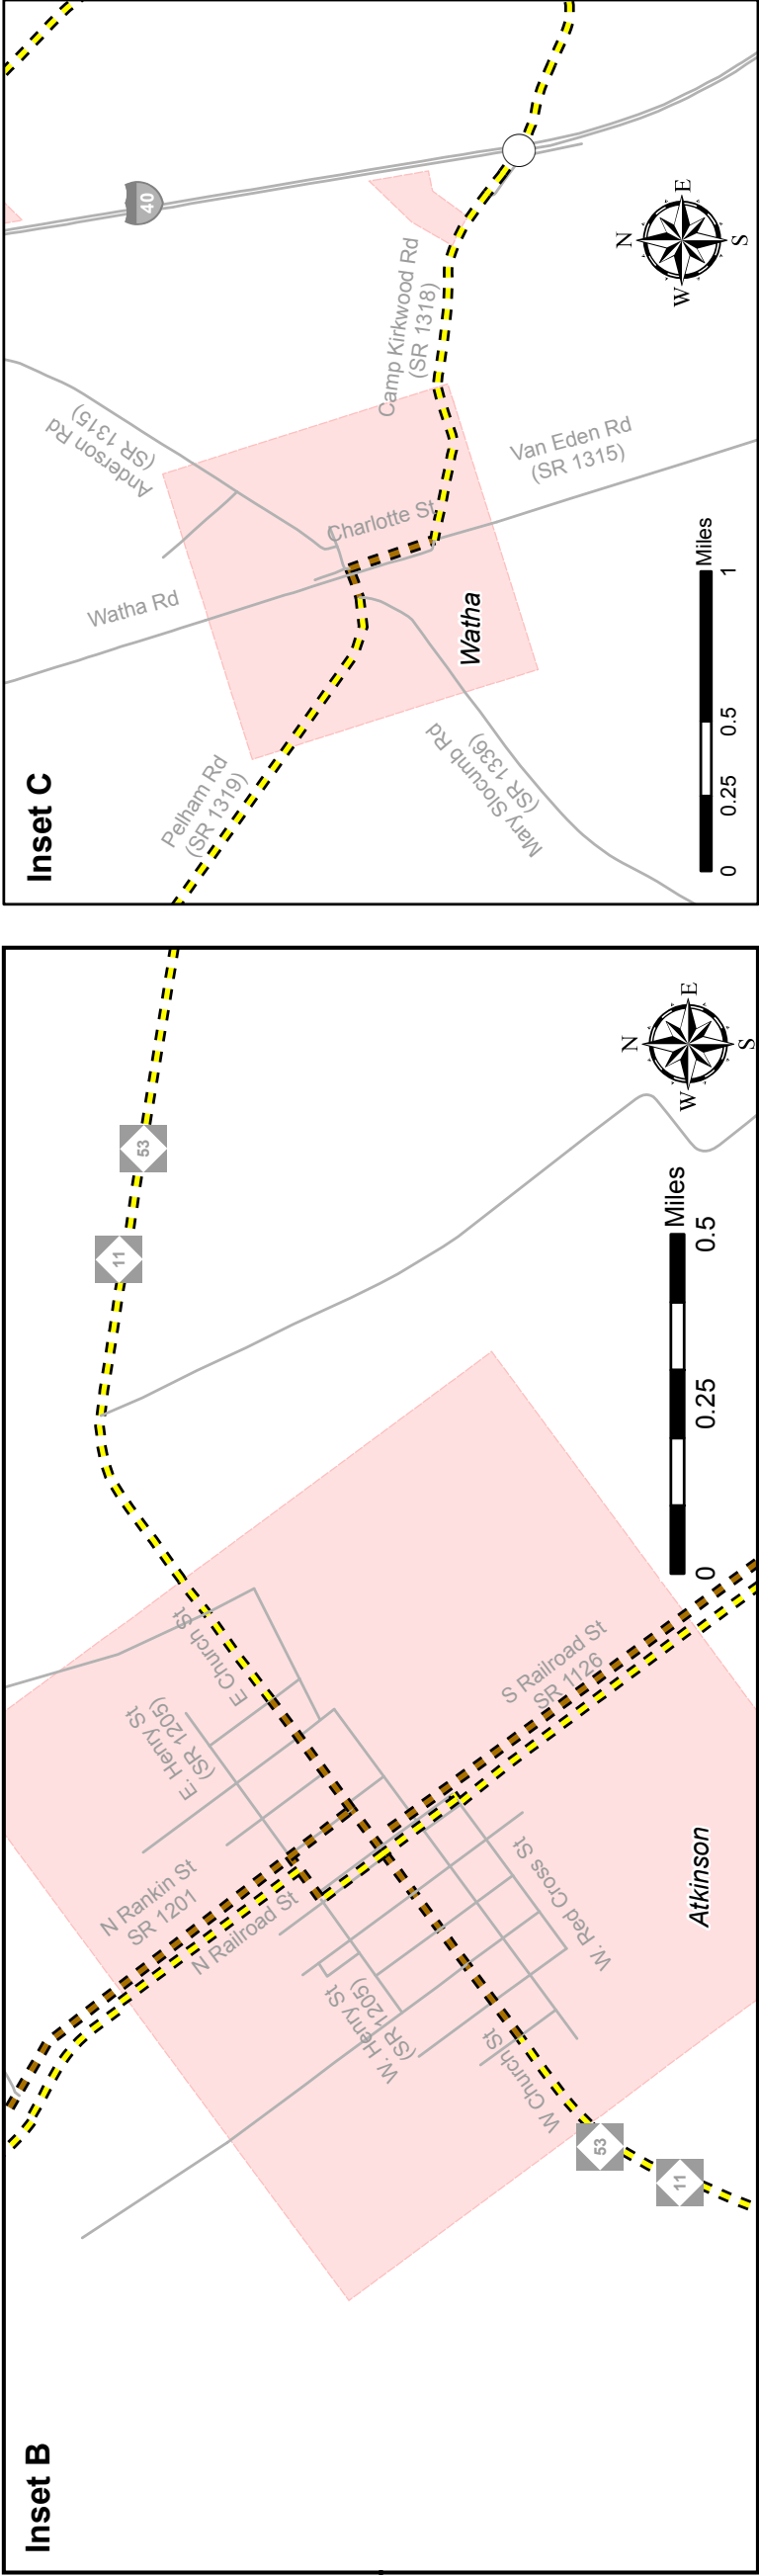 Inset B
11
53
E Church St
E. Henry St
(SR 1205)
N Rankin St
SR 1201
N Railroad St
W. Henry St
(SR 1205)
W Church St
W. Red Cross St
S Railroad St
SR 1126
53
11
Atkinson
0
0.25
0.5
Miles
N
E
S
W
Inset C
40
Pelham Rd
(SR 1319)
Watha Rd
Anderson Rd
(SR 1315)
Camp Kirkwood Rd
(SR 1318)
Charlotte St
Van Eden Rd
(SR 1315)
Mary Slocumb Rd
(SR 1336)
Watha
0
0.25
0.5
1
Miles
N
E
S
W